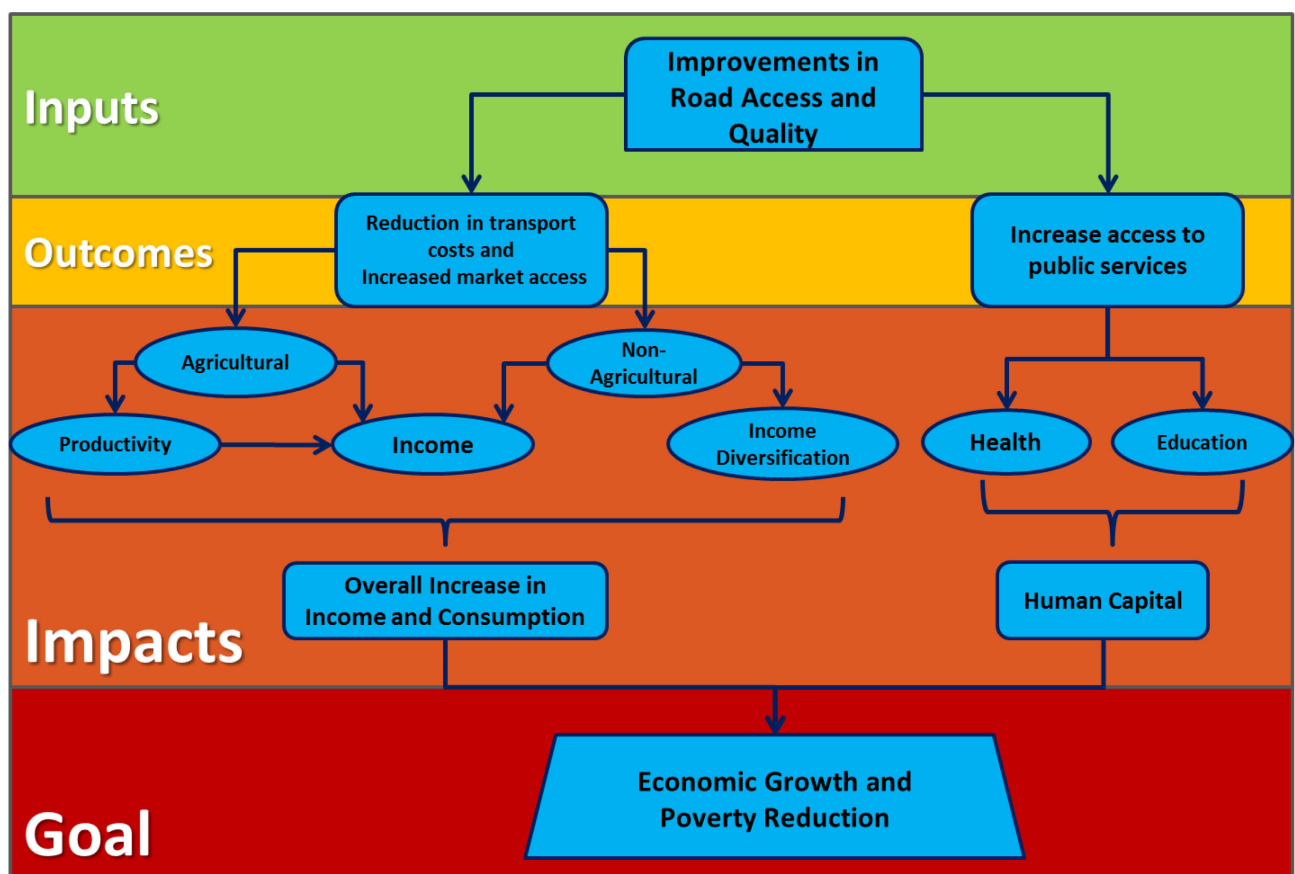 Inputs
Improvements in
Road Access and
Quality
Outcomes
Reduction in transport
costs and
Increased market access
Increase access to
public services
Impacts
Agricultural
Non-
Agricultural
Productivity
Income
Income
Diversification
Health
Education
Overall Increase in
Income and Consumption
Human Capital
Goal
Economic Growth and
Poverty Reduction